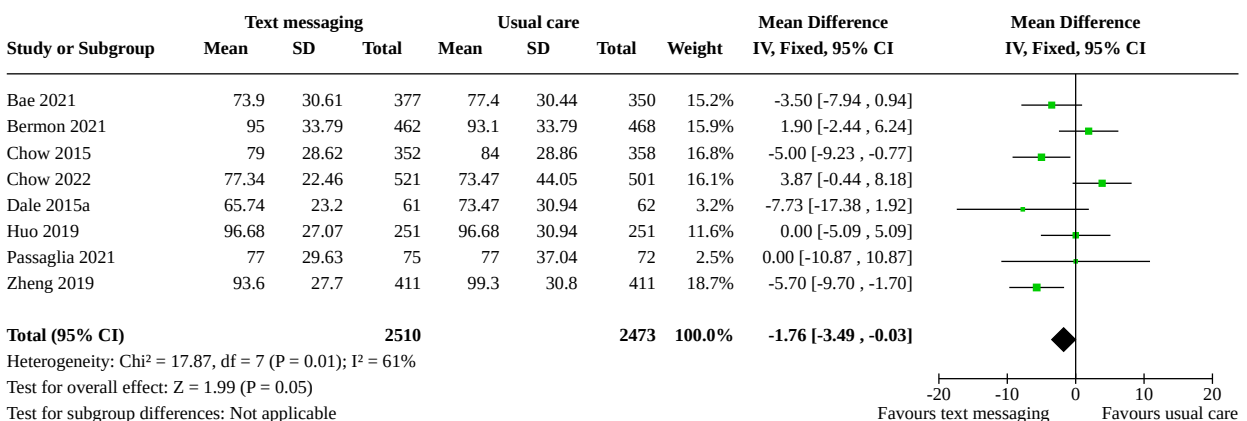 Text messaging Usual care Mean Difference Mean Difference
Study or Subgroup Mean SD Total Mean SD Total Weight IV, Fixed, 95% CI IV, Fixed, 95% CI
Bae 2021 73.9 30.61 377 77.4 30.44 350 15.2% -3.50 [-7.94 , 0.94]
Bermon 2021 95 33.79 462 93.1 33.79 468 15.9% 1.90 [-2.44 , 6.24]
Chow 2015 79 28.62 352 84 28.86 358 16.8% -5.00 [-9.23 , -0.77]
Chow 2022 77.34 22.46 521 73.47 44.05 501 16.1% 3.87 [-0.44 , 8.18]
Dale 2015a 65.74 23.2 61 73.47 30.94 62 3.2% -7.73 [-17.38 , 1.92]
Huo 2019 96.68 27.07 251 96.68 30.94 251 11.6% 0.00 [-5.09 , 5.09]
Passaglia 2021 77 29.63 75 77 37.04 72 2.5% 0.00 [-10.87 , 10.87]
Zheng 2019 93.6 27.7 411 99.3 30.8 411 18.7% -5.70 [-9.70 , -1.70]
Total (95% CI) 2510 2473 100.0% -1.76 [-3.49 , -0.03]
Heterogeneity: Chi² = 17.87, df = 7 (P = 0.01); I² = 61%
Test for overall effect: Z = 1.99 (P = 0.05)
-20 -10 0 10 20
Test for subgroup differences: Not applicable
Favours text messaging Favours usual care